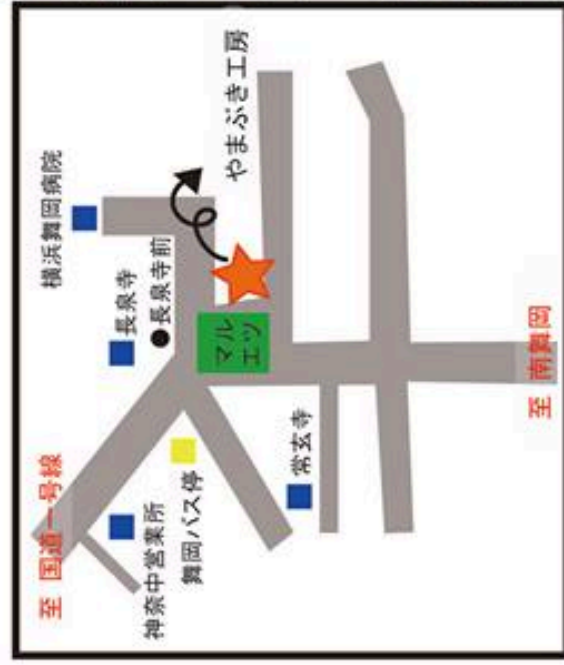 至 国道一号線
神奈中営業所
舞岡バス停
長泉寺
長泉寺前
横浜舞岡病院
マル
エツ
やまぶき工房
常玄寺
至 南舞岡